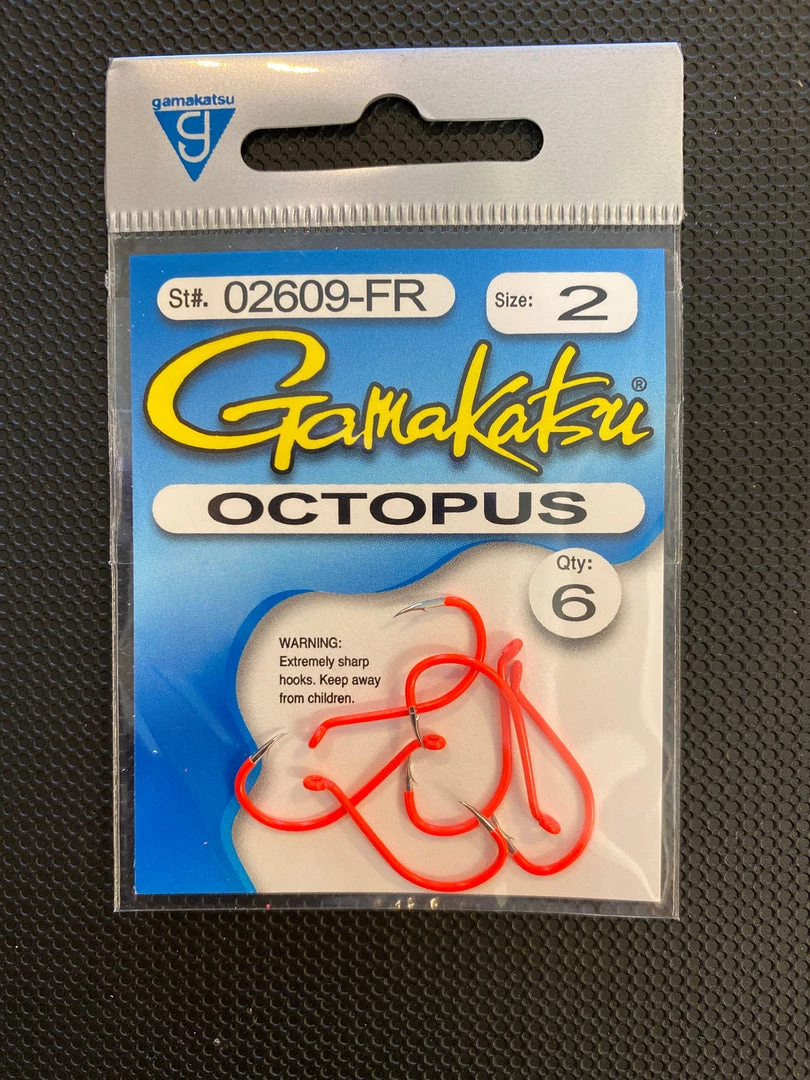 gamakatsu
St#. 02609-FR
Size: 2
Gamakatsu®
OCTOPUS
Qty:
6
WARNING:
Extremely sharp
hooks. Keep away
from children.